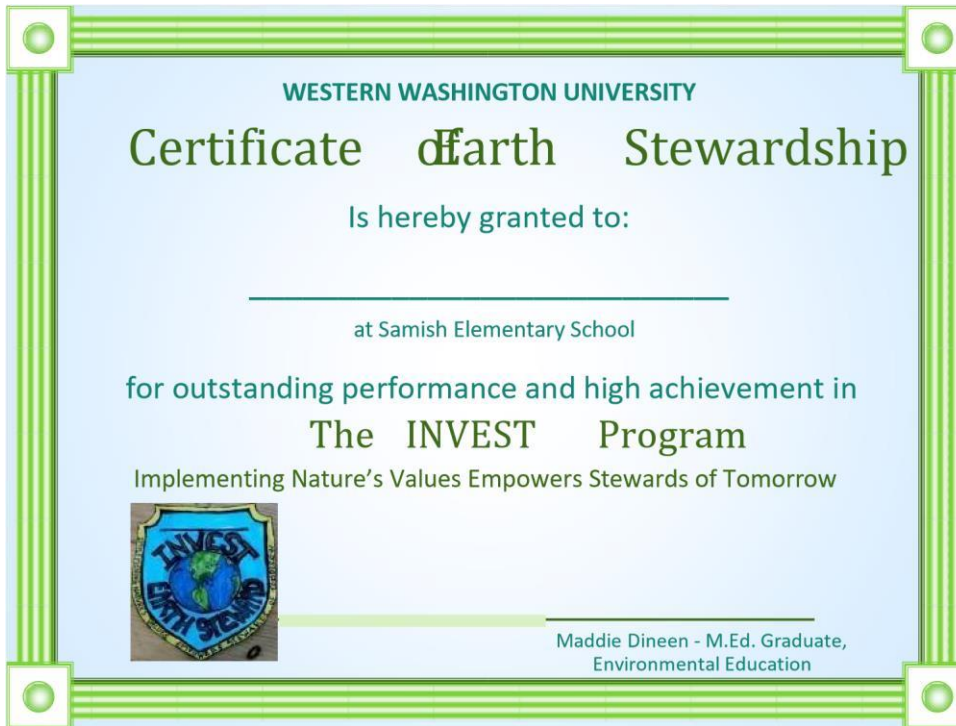 WESTERN WASHINGTON UNIVERSITY
Certificate of Earth Stewardship
Is hereby granted to:
at Samish Elementary School
for outstanding performance and high achievement in
The INVEST Program
Implementing Nature’s Values Empowers Stewards of Tomorrow
INVEST
EARTH STEWARD
Maddie Dineen - M.Ed. Graduate,
Environmental Education